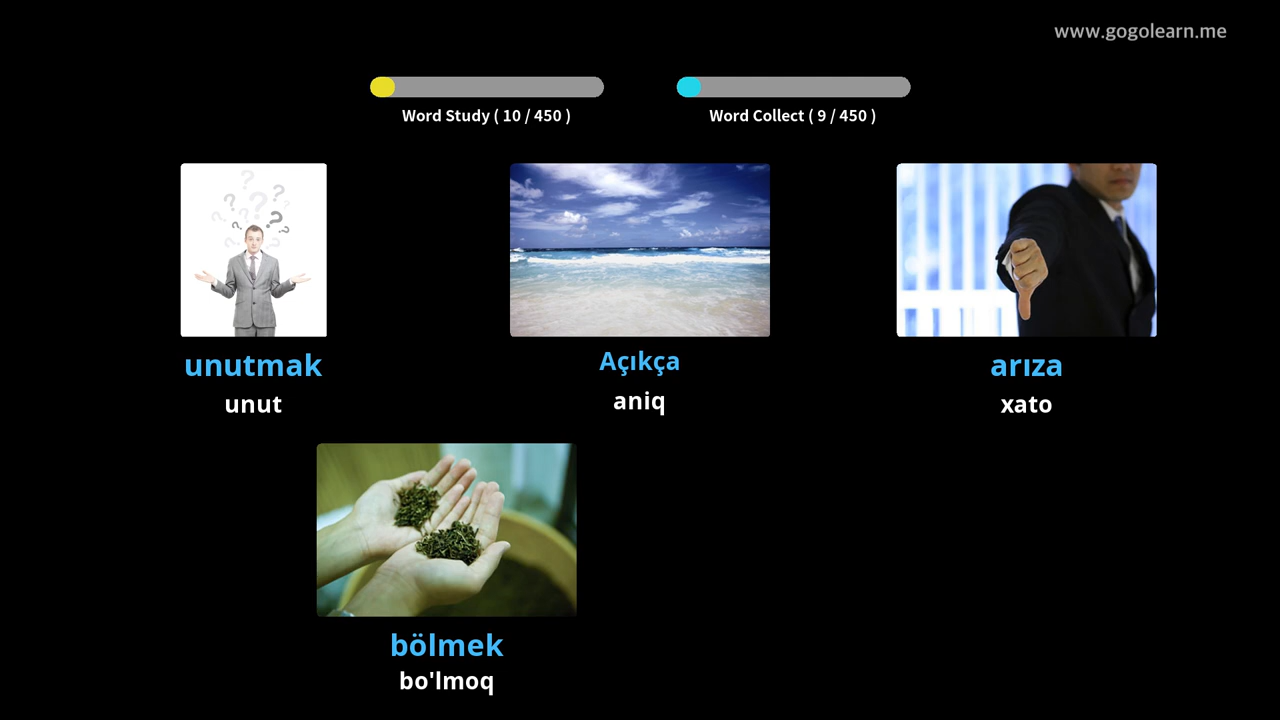 www.gogolearn.me
Word Study ( 10 / 450 )
Word Collect ( 9 / 450 )
unutmak
unut
Açıkça
aniq
arıza
xato
bölmek
bo'lmoq